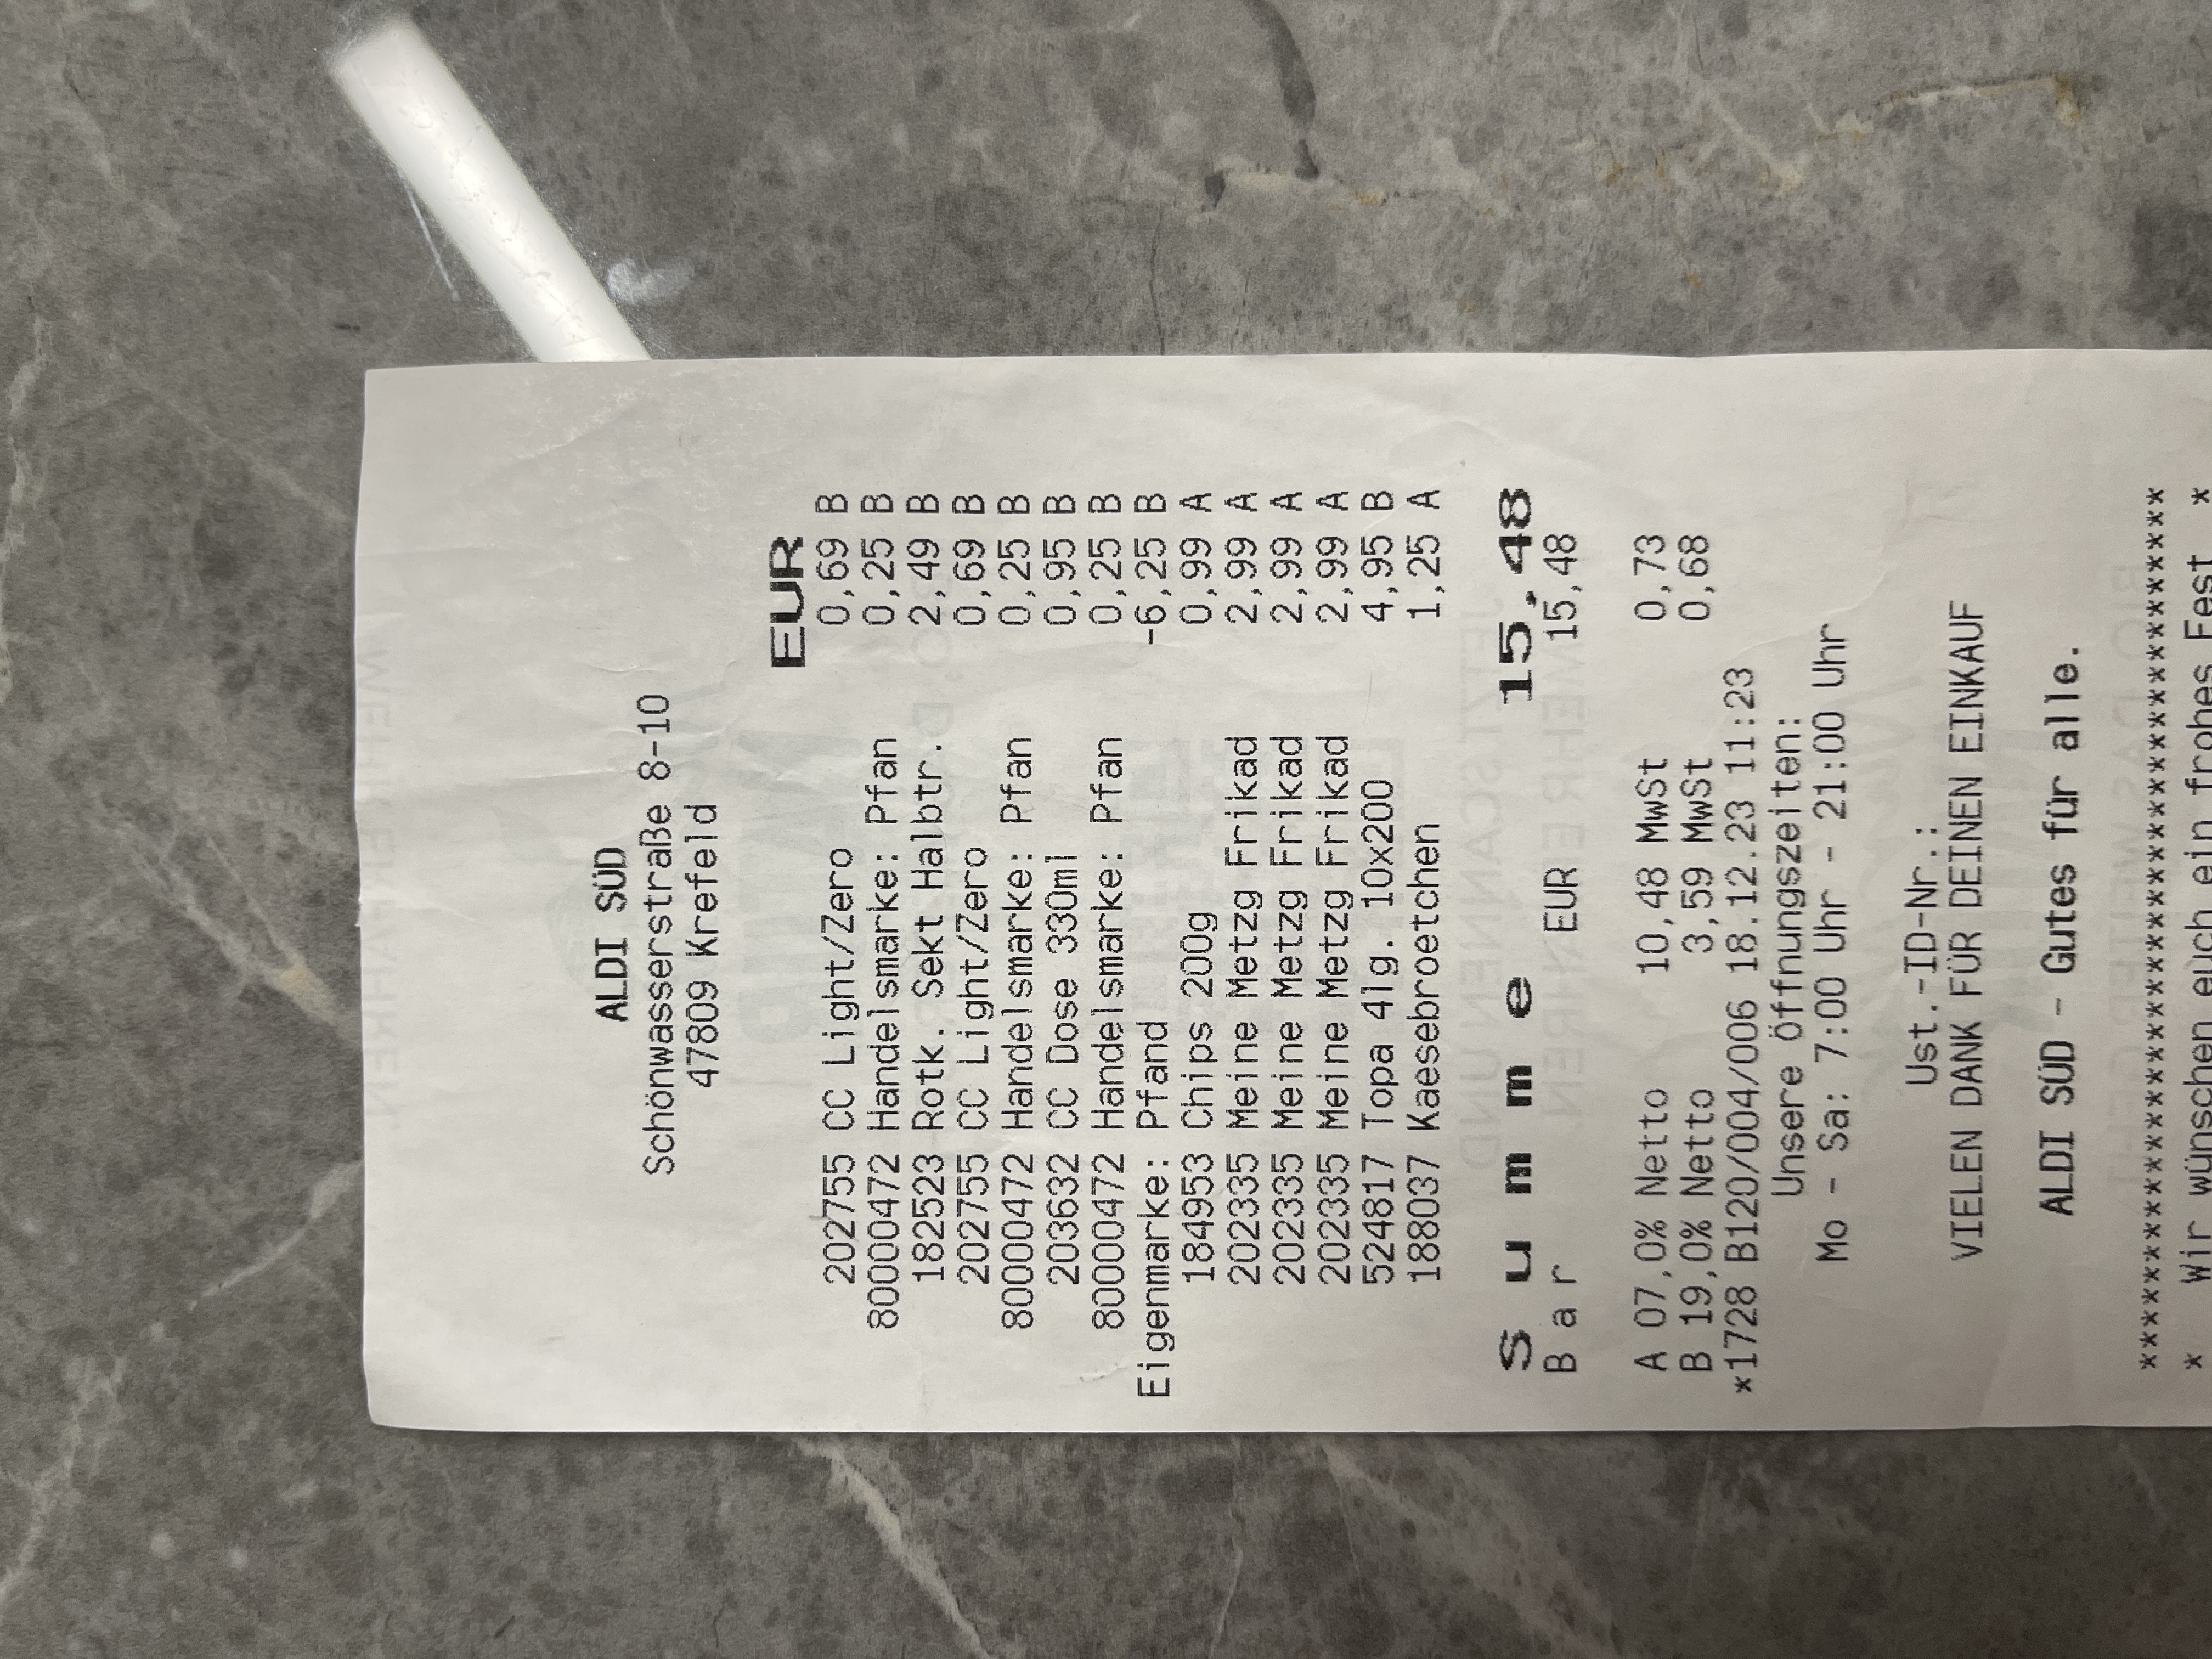 ALDI SÜD
Schönwasserstraße 8-10
47809 Krefeld
EUR
202755 CC Light/Zero 0,69 B
80000472 Handelsmarke: Pfan 0,25 B
182523 Rotk. Sekt Halbtr. 2,49 B
202755 CC Light/Zero 0,69 B
80000472 Handelsmarke: Pfan 0,25 B
203632 CC Dose 330ml 0,95 B
80000472 Handelsmarke: Pfan 0,25 B
Eigenmarke: Pfand -6,25 B
184953 Chips 200g 0,99 A
202335 Meine Metzg Frikad 2,99 A
202335 Meine Metzg Frikad 2,99 A
202335 Meine Metzg Frikad 2,99 A
524817 Topa 4lg. 10x200 4,95 B
188037 Kaesebroetchen 1,25 A
Summe 15,48
Bar EUR 15,48
A 07,0% Netto 10,48 MwSt 0,73
B 19,0% Netto 3,59 MwSt 0,68
*1728 B120/004/006 18.12.23 11:23
Unsere Öffnungszeiten:
Mo - Sa: 7:00 Uhr - 21:00 Uhr
Ust.-ID-Nr.:
VIELEN DANK FÜR DEINEN EINKAUF
ALDI SÜD - Gutes für alle.
****************************************
* Wir wünschen euch ein frohes Fest *